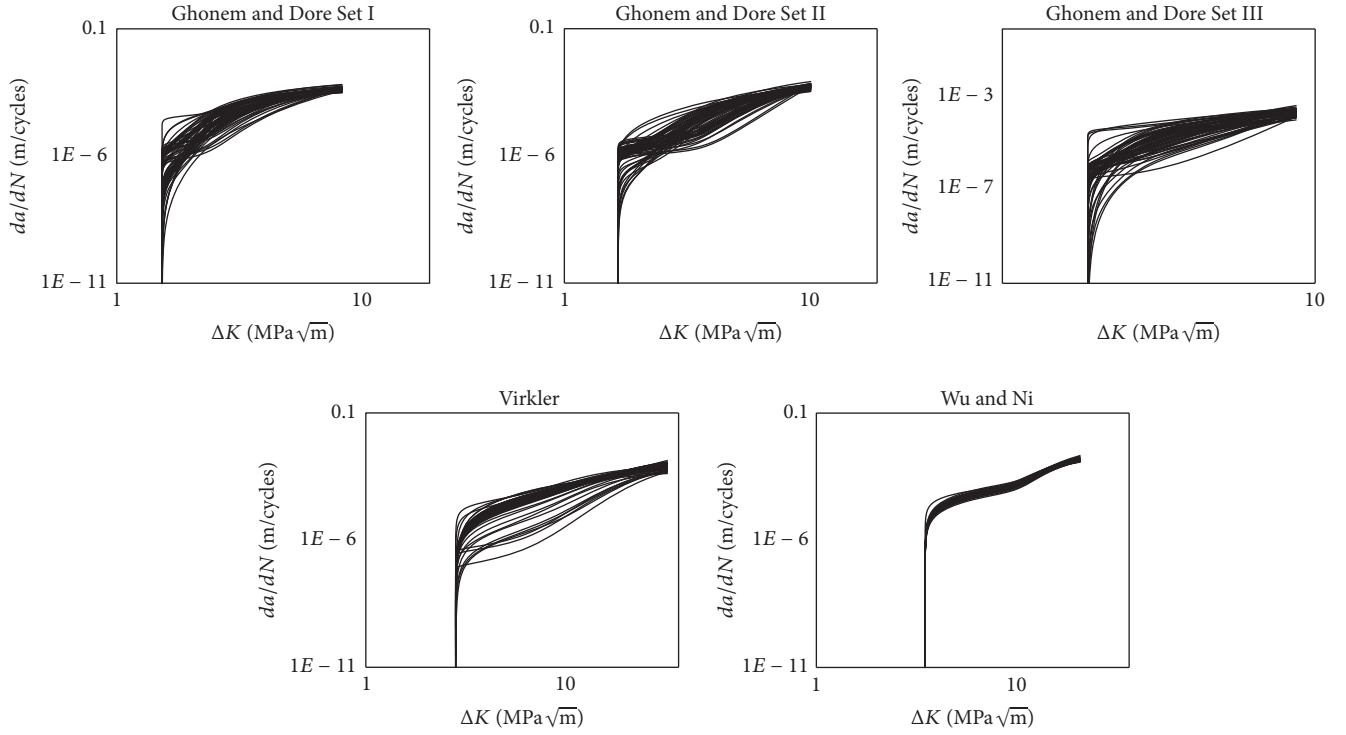 Ghonem and Dore Set I
0.1
1E − 6
1E − 11
da/dN (m/cycles)
1
10
ΔK (MPa√m)
Ghonem and Dore Set II
0.1
1E − 6
1E − 11
da/dN (m/cycles)
1
10
ΔK (MPa√m)
Ghonem and Dore Set III
1E − 3
1E − 7
1E − 11
da/dN (m/cycles)
10
ΔK (MPa√m)
Virkler
0.1
1E − 6
1E − 11
da/dN (m/cycles)
1
10
ΔK (MPa√m)
Wu and Ni
0.1
1E − 6
1E − 11
da/dN (m/cycles)
1
10
ΔK (MPa√m)